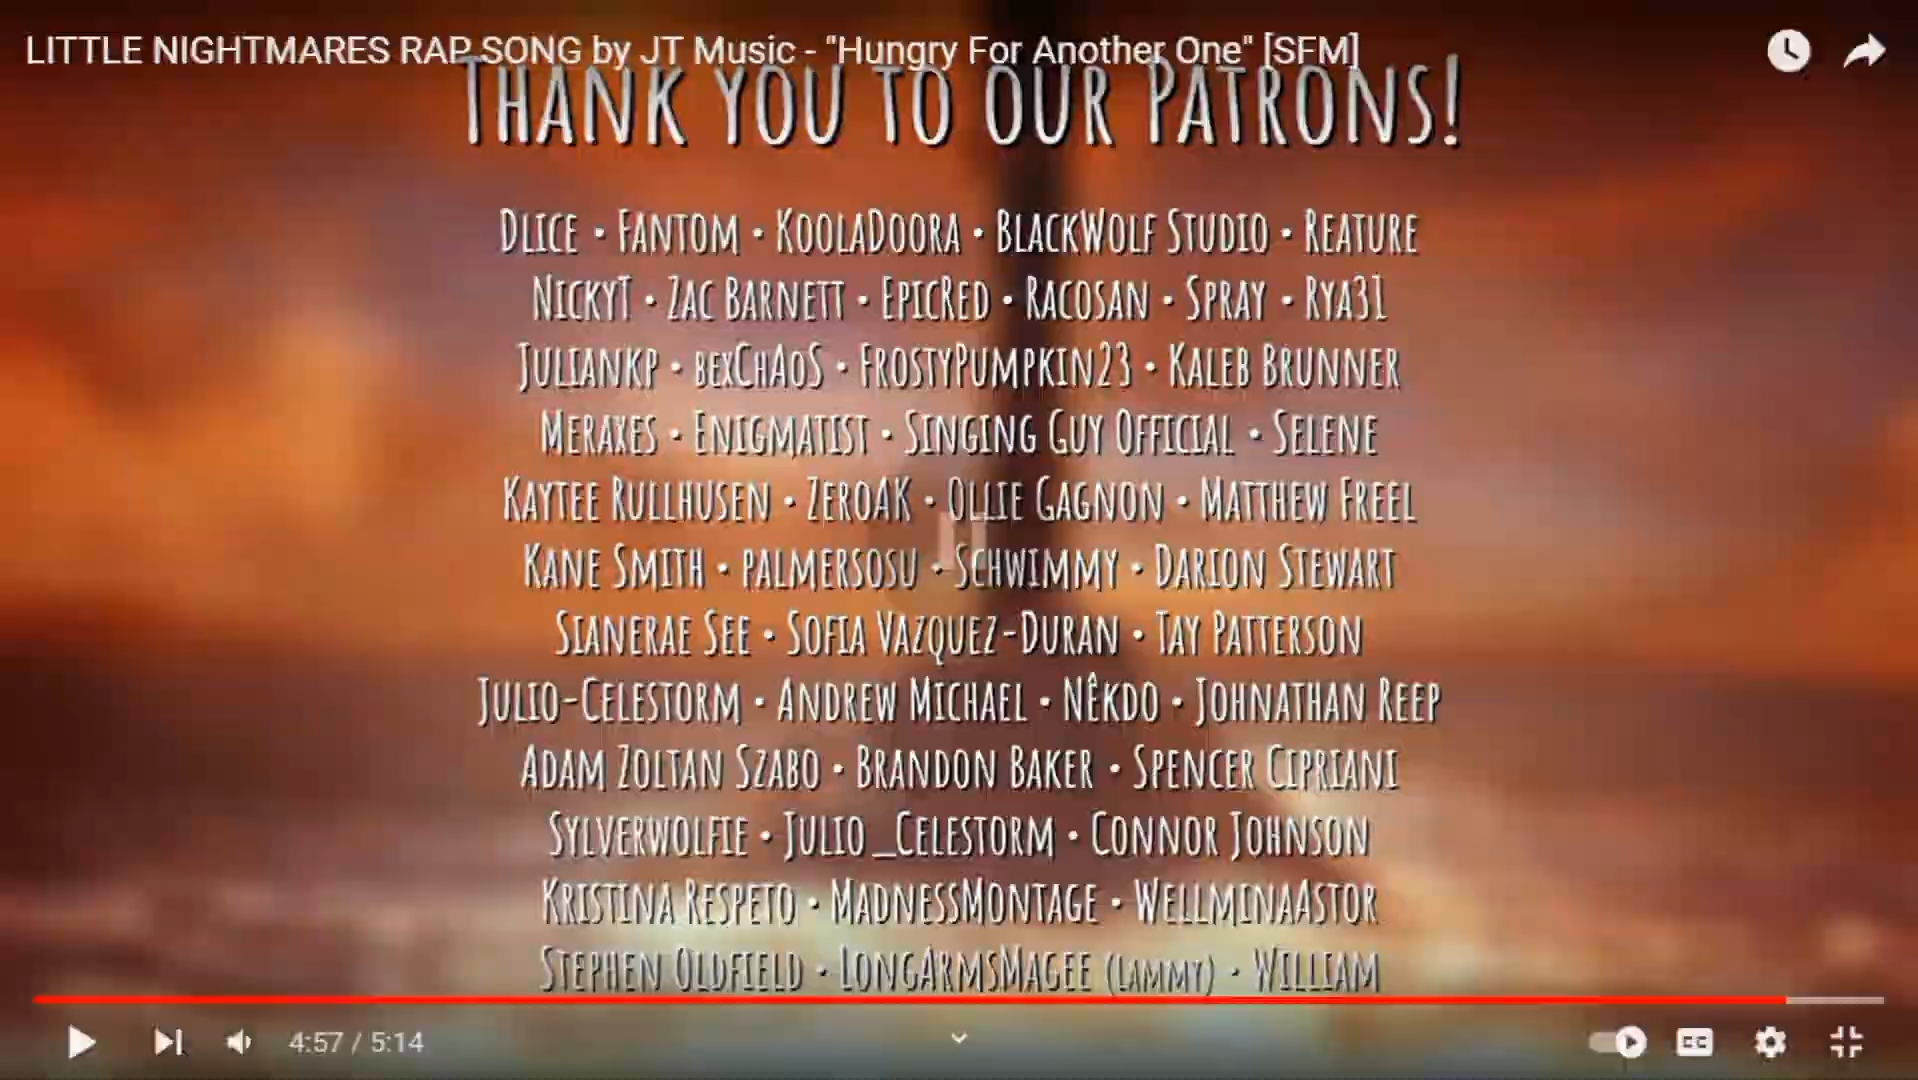 LITTLE NIGHTMARES RAP SONG by JT Music - "Hungry For Another One" [SFM]
THANK YOU TO OUR PATRONS!
DLICE • FANTOM • KOOLADOORA • BLACKWOLF STUDIO • REATURE
NICKYT • ZAC BARNETT • EPICRED • RACOSAN • SPRAY • RYA31
JULIANKP • BEXCHAOS • FROSTYPUMPKIN23 • KALEB BRUNNER
MERAXES • ENIGMATIST • SINGING GUY OFFICIAL • SELENE
KAYTEE RULLHUSEN • ZEROAK • OLLIE GAGNON • MATTHEW FREEL
KANE SMITH • PALMERSOSU • SCHWIMMY • DARION STEWART
SIANERAE SEE • SOFIA VAZQUEZ-DURAN • TAY PATTERSON
JULIO-CELESTORM • ANDREW MICHAEL • NÊKDO • JOHNATHAN REEP
ADAM ZOLTAN SZABO • BRANDON BAKER • SPENCER CIPRIANI
SYLVERWOLFIE • JULIO_CELESTORM • CONNOR JOHNSON
KRISTINA RESPETO • MADNESSMONTAGE • WELLMINAASTOR
STEPHEN OLDFIELD • LONGARMSMAGEE (LAMMY) • WILLIAM
4:57 / 5:14
CC